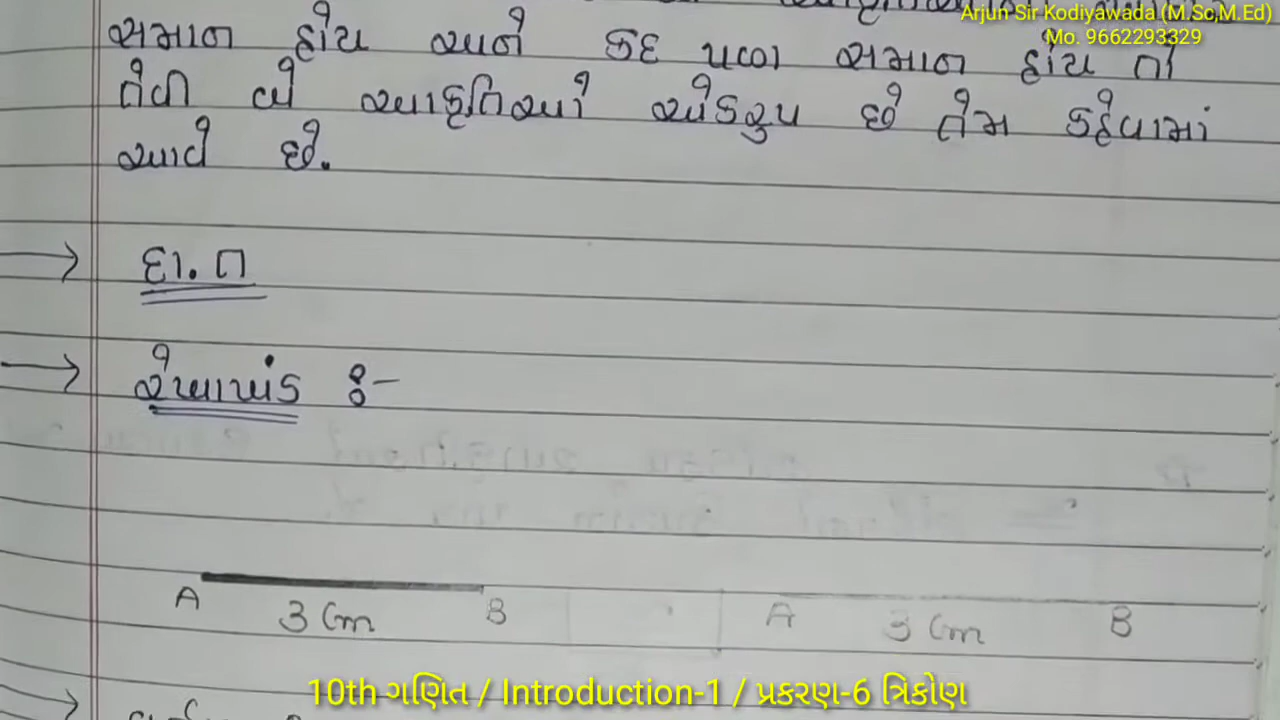 Arjun Sir Kodiyawada (M.Sc,M.Ed)
Mo. 9662293329
સમાન હોય અને કદ પણ સમાન હોય તો
તેવી બે આકૃતિઓ એકરુપ છે તેમ કહેવામાં
આવે છે.
→ દા. ત
→ રેખાખંડ :-
A 3 Cm B A 3 Cm B
→
10th ગણિત / Introduction-1 / પ્રકરણ-6 ત્રિકોણ